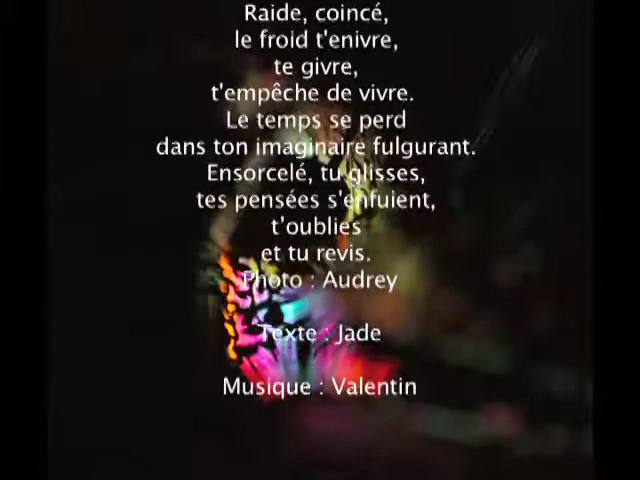 Raide, coincé,
le froid t'enivre,
te givre,
t'empêche de vivre.
Le temps se perd
dans ton imaginaire fulgurant.
Ensorcelé, tu glisses,
tes pensées s'enfuient,
t’oublies
et tu revis.
Photo : Audrey
Texte : Jade
Musique : Valentin